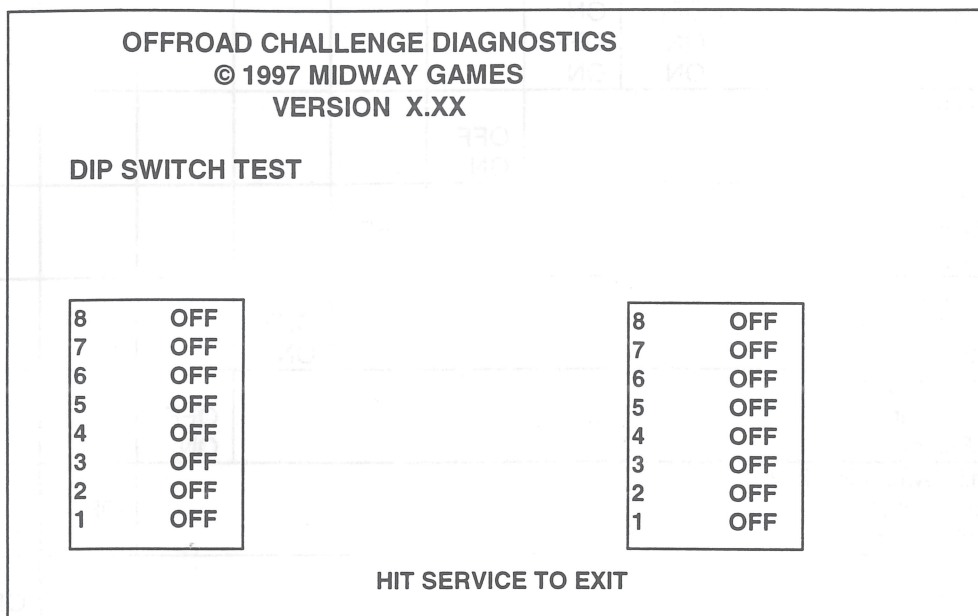 OFFROAD CHALLENGE DIAGNOSTICS
© 1997 MIDWAY GAMES
VERSION X.XX
DIP SWITCH TEST
8 OFF
7 OFF
6 OFF
5 OFF
4 OFF
3 OFF
2 OFF
1 OFF
8 OFF
7 OFF
6 OFF
5 OFF
4 OFF
3 OFF
2 OFF
1 OFF
HIT SERVICE TO EXIT